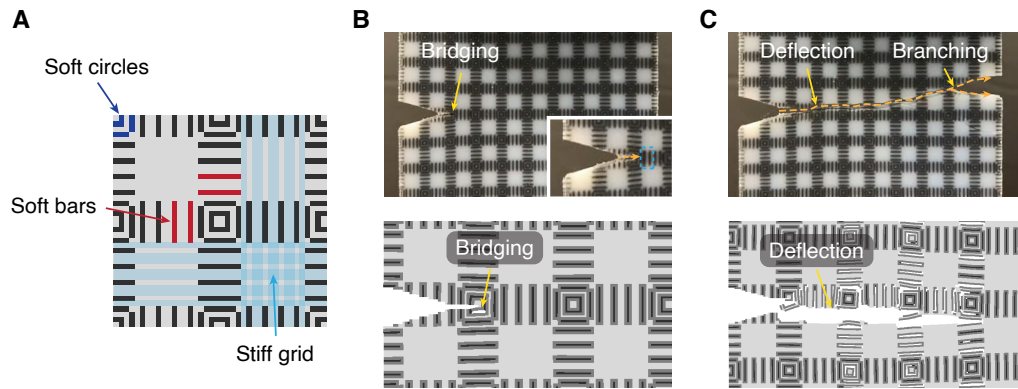 A
B
C
Soft circles
Soft bars
Stiff grid
Bridging
Bridging
Deflection
Branching
Deflection